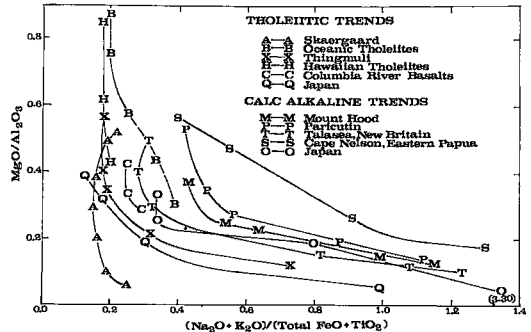 THOLEIITIC TRENDS
A—A Skaergaard
B—B Oceanic Tholeiites
X—X Thingmuli
H—H Hawaiian Tholeiites
C—C Columbia River Basalts
Q—Q Japan
CALC ALKALINE TRENDS
M—M Mount Hood
P—P Paricutin
T—T Talasea, New Britain
S—S Cape Nelson, Eastern Papua
O—O Japan
MgO/Al₂O₃
0.8
0.6
0.4
0.2
0.0 0.2 0.4 0.6 0.8 1.0 1.2 1.4
(3.30)
(Na₂O + K₂O)/(Total FeO + TiO₂)